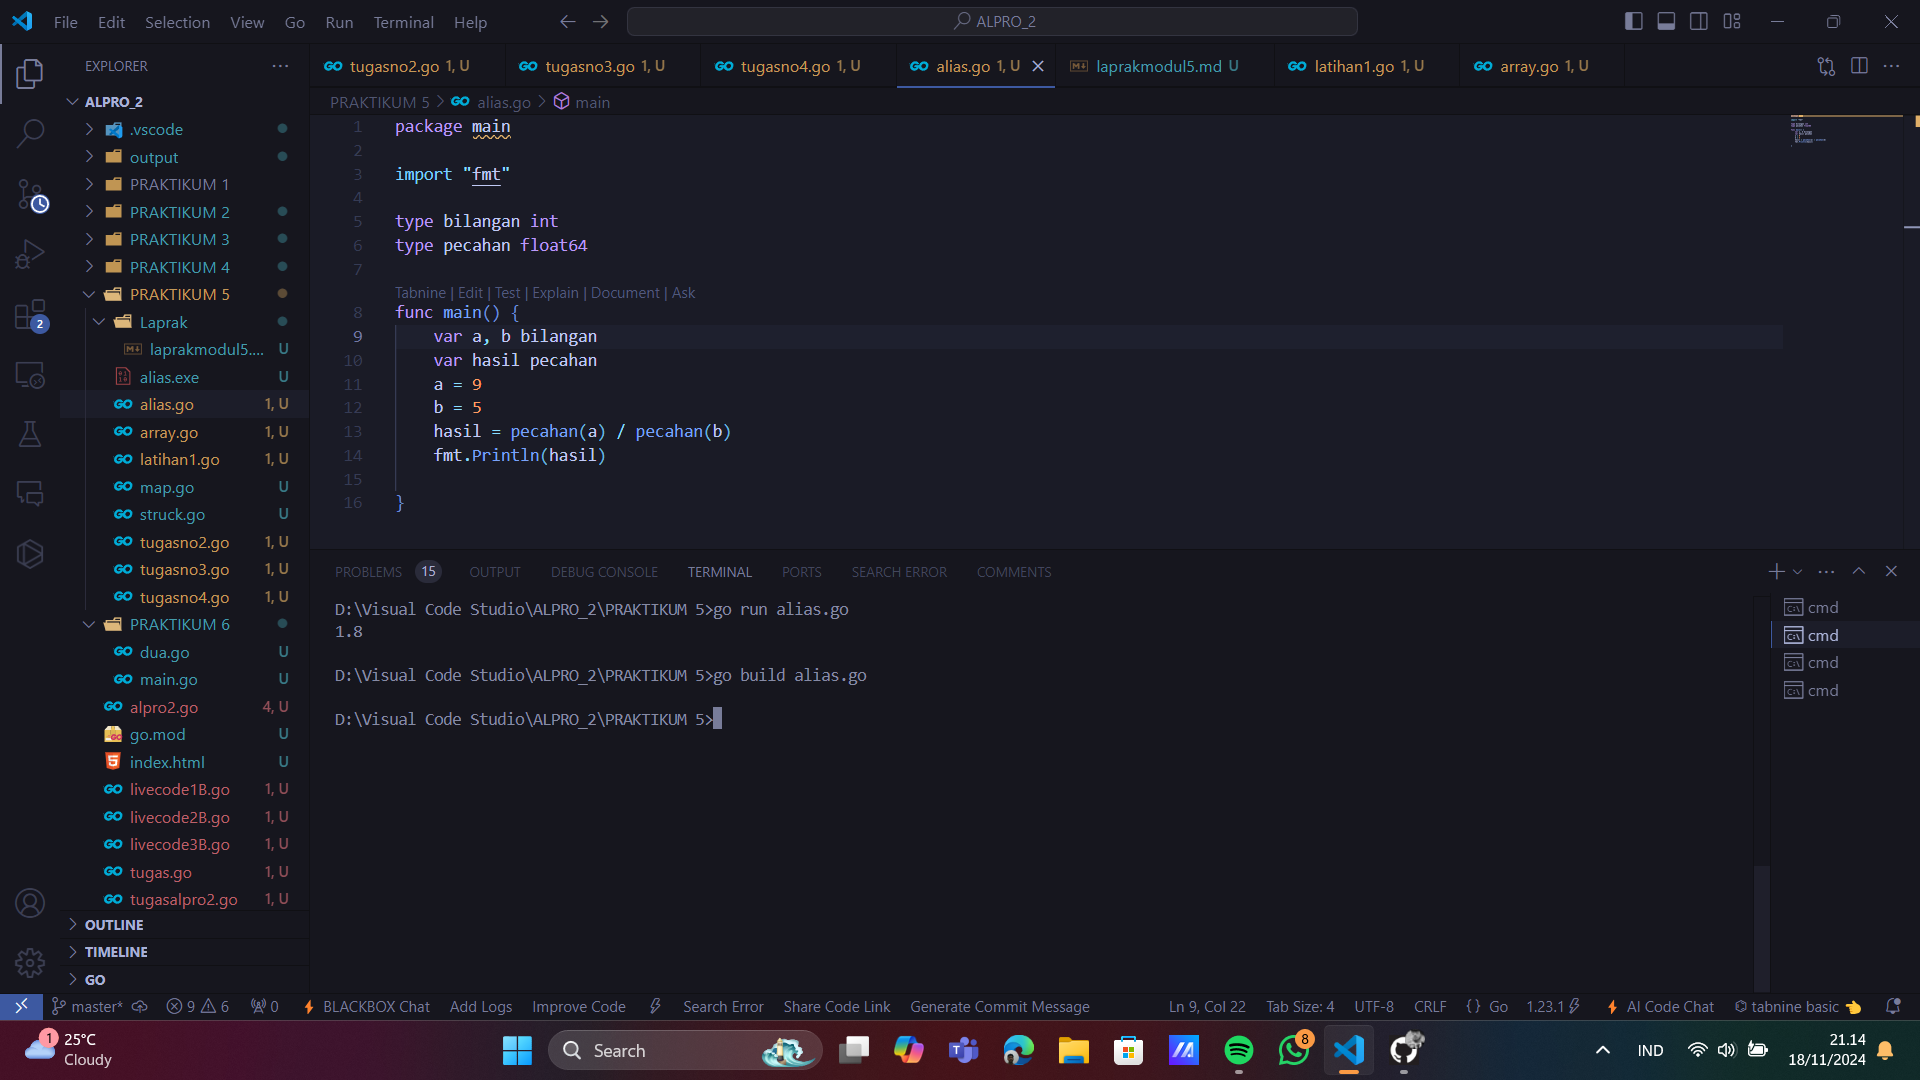 File Edit Selection View Go Run Terminal Help
ALPRO_2
EXPLORER
ALPRO_2
.vscode
output
PRAKTIKUM 1
PRAKTIKUM 2
PRAKTIKUM 3
PRAKTIKUM 4
PRAKTIKUM 5
Laprak
laprakmodul5.... U
alias.exe U
alias.go 1, U
array.go 1, U
latihan1.go 1, U
map.go U
struck.go U
tugasno2.go 1, U
tugasno3.go 1, U
tugasno4.go 1, U
PRAKTIKUM 6
dua.go U
main.go U
alpro2.go 4, U
go.mod U
index.html U
livecode1B.go 1, U
livecode2B.go 1, U
livecode3B.go 1, U
tugas.go 1, U
tugasalpro2.go 1, U
OUTLINE
TIMELINE
GO
2
tugasno2.go 1, U tugasno3.go 1, U tugasno4.go 1, U alias.go 1, U laprakmodul5.md U latihan1.go 1, U array.go 1, U
PRAKTIKUM 5 > alias.go > main
1 package main
2
3 import "fmt"
4
5 type bilangan int
6 type pecahan float64
7
Tabnine | Edit | Test | Explain | Document | Ask
8 func main() {
9 var a, b bilangan
10 var hasil pecahan
11 a = 9
12 b = 5
13 hasil = pecahan(a) / pecahan(b)
14 fmt.Println(hasil)
15
16 }
PROBLEMS 15 OUTPUT DEBUG CONSOLE TERMINAL PORTS SEARCH ERROR COMMENTS
D:\Visual Code Studio\ALPRO_2\PRAKTIKUM 5>go run alias.go
1.8
D:\Visual Code Studio\ALPRO_2\PRAKTIKUM 5>go build alias.go
D:\Visual Code Studio\ALPRO_2\PRAKTIKUM 5>
cmd
cmd
cmd
cmd
master* 9 6 0 BLACKBOX Chat Add Logs Improve Code Search Error Share Code Link Generate Commit Message Ln 9, Col 22 Tab Size: 4 UTF-8 CRLF {} Go 1.23.1 AI Code Chat tabnine basic
1 25°C
Cloudy
Search
8
IND
21.14
18/11/2024